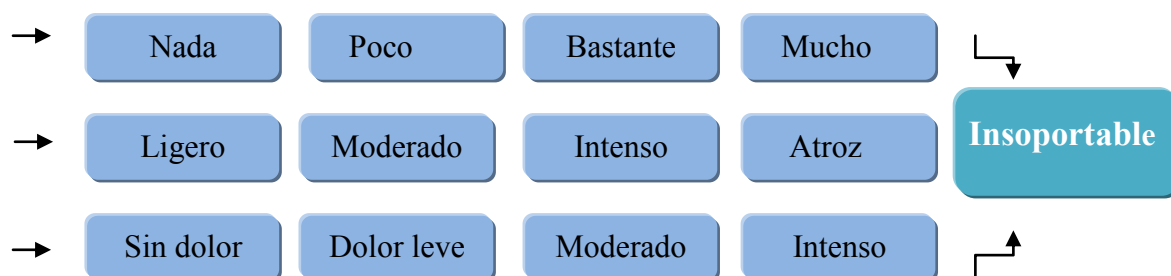 Nada Poco Bastante Mucho
Ligero Moderado Intenso Atroz Insoportable
Sin dolor Dolor leve Moderado Intenso